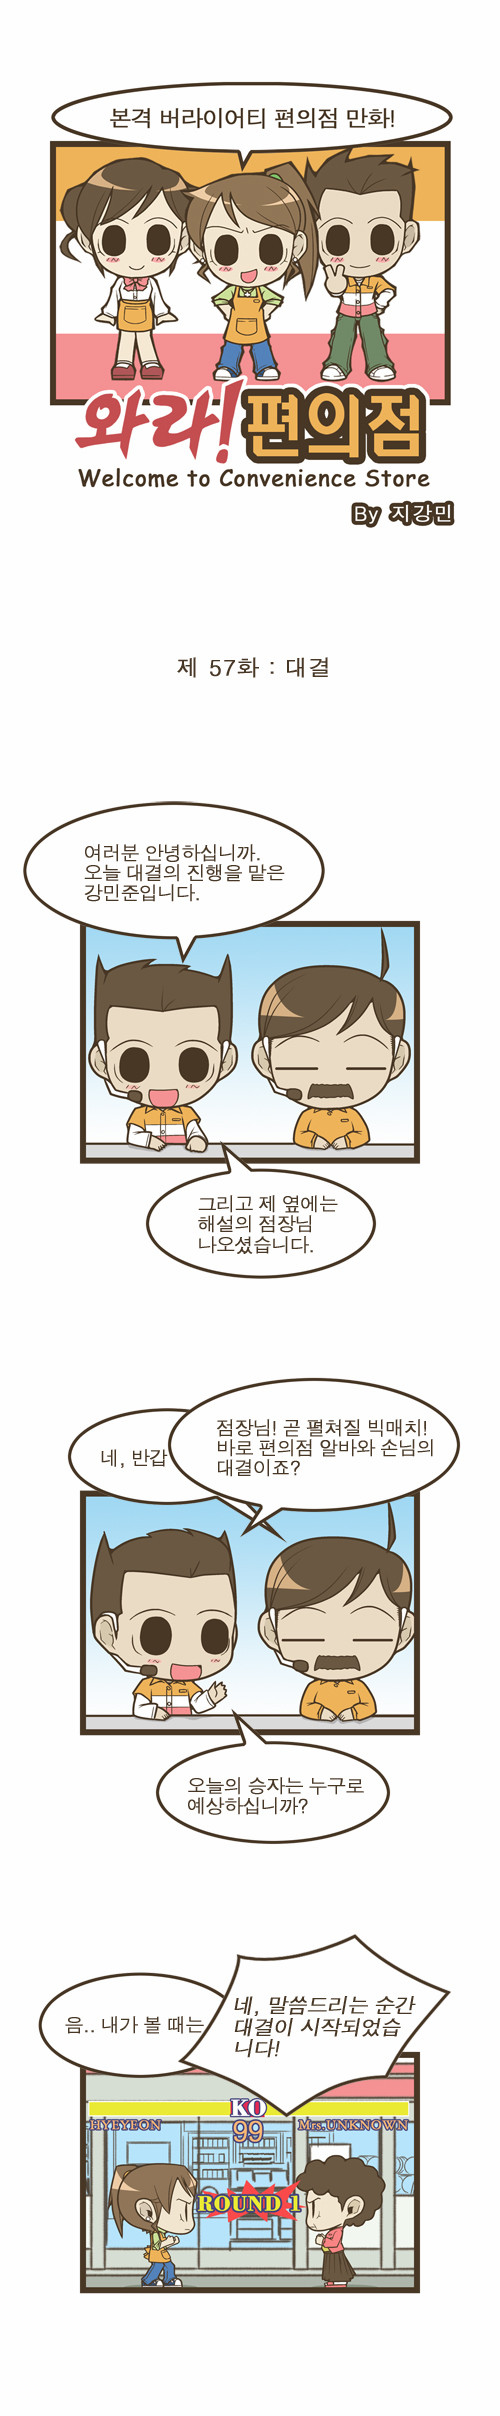 본격 버라이어티 편의점 만화!
와라! 편의점
Welcome to Convenience Store
By 지강민
제 57화 : 대결
여러분 안녕하십니까.
오늘 대결의 진행을 맡은
강민준입니다.
그리고 제 옆에는
해설의 점장님
나오셨습니다.
네, 반갑
점장님! 곧 펼쳐질 빅매치!
바로 편의점 알바와 손님의
대결이죠?
오늘의 승자는 누구로
예상하십니까?
음.. 내가 볼 때는
네, 말씀드리는 순간
대결이 시작되었습
니다!
KO
HYEYEON 99 Mrs.UNKNOWN
ROUND 1